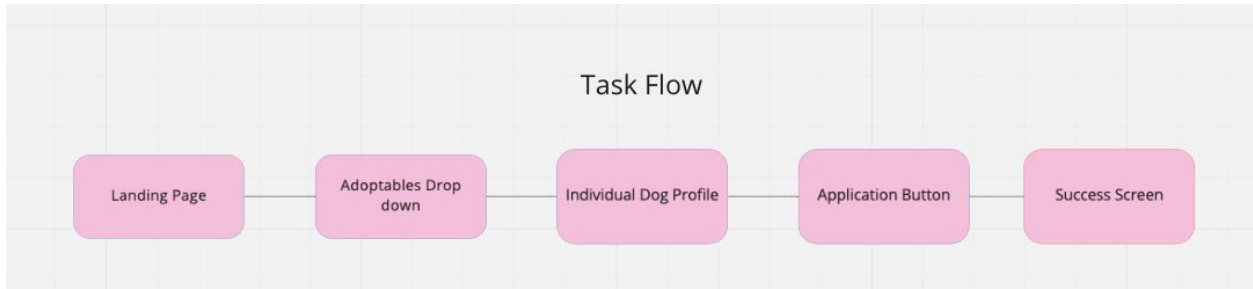 Task Flow
Landing Page
Adoptables Drop
down
Individual Dog Profile
Application Button
Success Screen